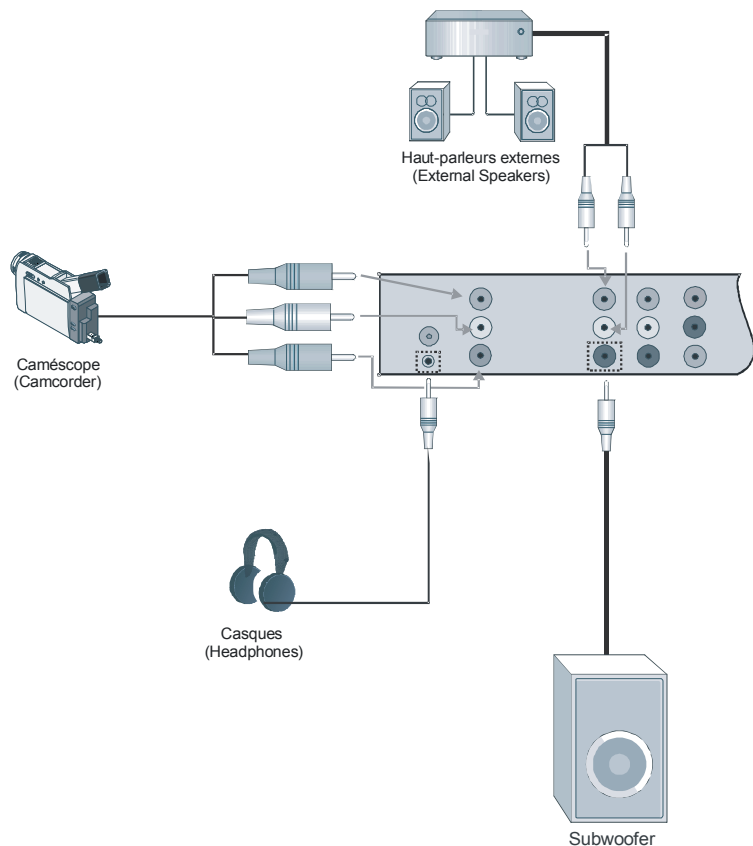 Haut-parleurs externes
(External Speakers)
Caméscope
(Camcorder)
Casques
(Headphones)
Subwoofer